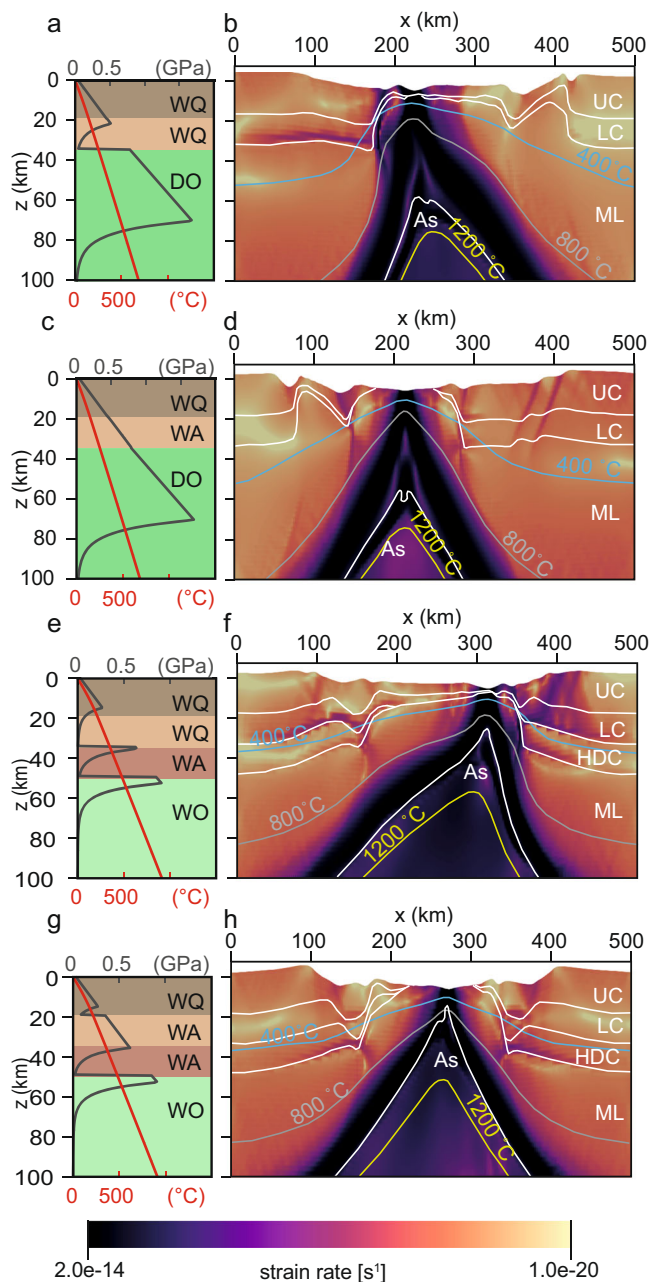 a
0 0.5 (GPa)
0
20
40
60
80
100
z (km)
WQ
WQ
DO
0 500 (°C)
b
x (km)
0 100 200 300 400 500
UC
LC
400°C
ML
As
1200°C
800°C
c
0 0.5 (GPa)
0
20
40
60
80
100
z (km)
WQ
WA
DO
0 500 (°C)
d
x (km)
0 100 200 300 400 500
UC
LC
400°C
ML
As
1200°C
800°C
e
0 0.5 (GPa)
0
20
40
60
80
100
z (km)
WQ
WQ
WA
WO
0 500 (°C)
f
x (km)
0 100 200 300 400 500
UC
400°C
LC
HDC
As
ML
800°C
1200°C
g
0 0.5 (GPa)
0
20
40
60
80
100
z (km)
WQ
WA
WA
WO
0 500 (°C)
h
x (km)
0 100 200 300 400 500
UC
400°C
LC
HDC
As
ML
800°C
1200°C
2.0e-14 strain rate [s¹] 1.0e-20